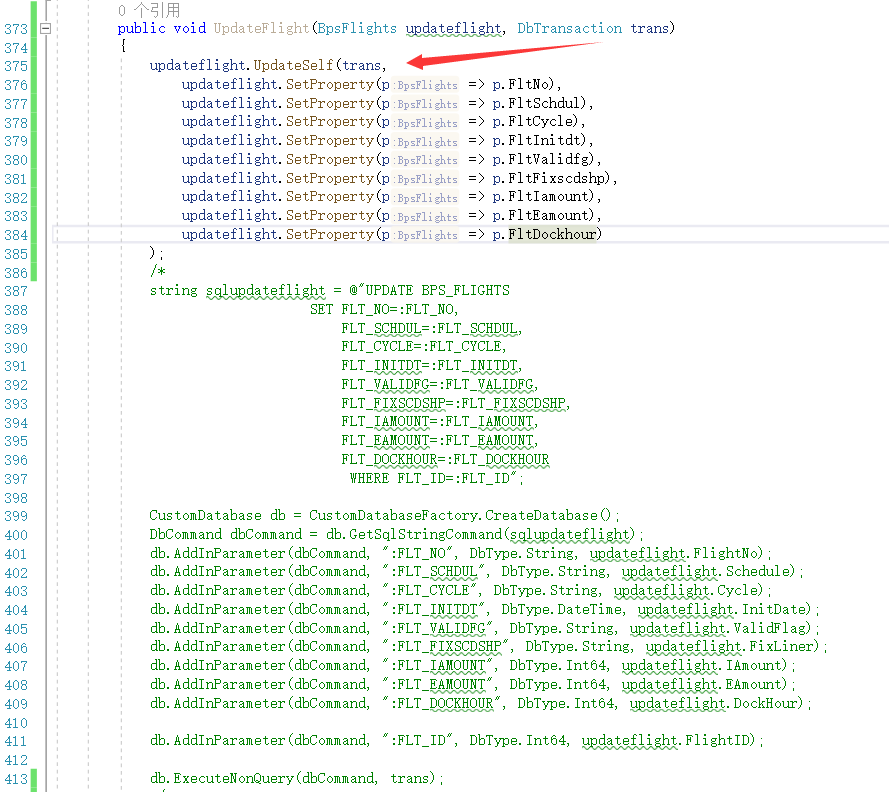 0 个引用
373 public void UpdateFlight(BpsFlights updateflight, DbTransaction trans)
374 {
375 updateflight.UpdateSelf(trans,
376 updateflight.SetProperty(p:BpsFlights => p.FltNo),
377 updateflight.SetProperty(p:BpsFlights => p.FltSchdul),
378 updateflight.SetProperty(p:BpsFlights => p.FltCycle),
379 updateflight.SetProperty(p:BpsFlights => p.FltInitdt),
380 updateflight.SetProperty(p:BpsFlights => p.FltValidfg),
381 updateflight.SetProperty(p:BpsFlights => p.FltFixscdshp),
382 updateflight.SetProperty(p:BpsFlights => p.FltIamount),
383 updateflight.SetProperty(p:BpsFlights => p.FltEamount),
384 updateflight.SetProperty(p:BpsFlights => p.FltDockhour)
385 );
386 /*
387 string sqlupdateflight = @"UPDATE BPS_FLIGHTS
388 SET FLT_NO=:FLT_NO,
389 FLT_SCHDUL=:FLT_SCHDUL,
390 FLT_CYCLE=:FLT_CYCLE,
391 FLT_INITDT=:FLT_INITDT,
392 FLT_VALIDFG=:FLT_VALIDFG,
393 FLT_FIXSCDSHP=:FLT_FIXSCDSHP,
394 FLT_IAMOUNT=:FLT_IAMOUNT,
395 FLT_EAMOUNT=:FLT_EAMOUNT,
396 FLT_DOCKHOUR=:FLT_DOCKHOUR
397 WHERE FLT_ID=:FLT_ID";
398
399 CustomDatabase db = CustomDatabaseFactory.CreateDatabase();
400 DbCommand dbCommand = db.GetSqlStringCommand(sqlupdateflight);
401 db.AddInParameter(dbCommand, ":FLT_NO", DbType.String, updateflight.FlightNo);
402 db.AddInParameter(dbCommand, ":FLT_SCHDUL", DbType.String, updateflight.Schedule);
403 db.AddInParameter(dbCommand, ":FLT_CYCLE", DbType.String, updateflight.Cycle);
404 db.AddInParameter(dbCommand, ":FLT_INITDT", DbType.DateTime, updateflight.InitDate);
405 db.AddInParameter(dbCommand, ":FLT_VALIDFG", DbType.String, updateflight.ValidFlag);
406 db.AddInParameter(dbCommand, ":FLT_FIXSCDSHP", DbType.String, updateflight.FixLiner);
407 db.AddInParameter(dbCommand, ":FLT_IAMOUNT", DbType.Int64, updateflight.IAmount);
408 db.AddInParameter(dbCommand, ":FLT_EAMOUNT", DbType.Int64, updateflight.EAmount);
409 db.AddInParameter(dbCommand, ":FLT_DOCKHOUR", DbType.Int64, updateflight.DockHour);
410
411 db.AddInParameter(dbCommand, ":FLT_ID", DbType.Int64, updateflight.FlightID);
412
413 db.ExecuteNonQuery(dbCommand, trans);